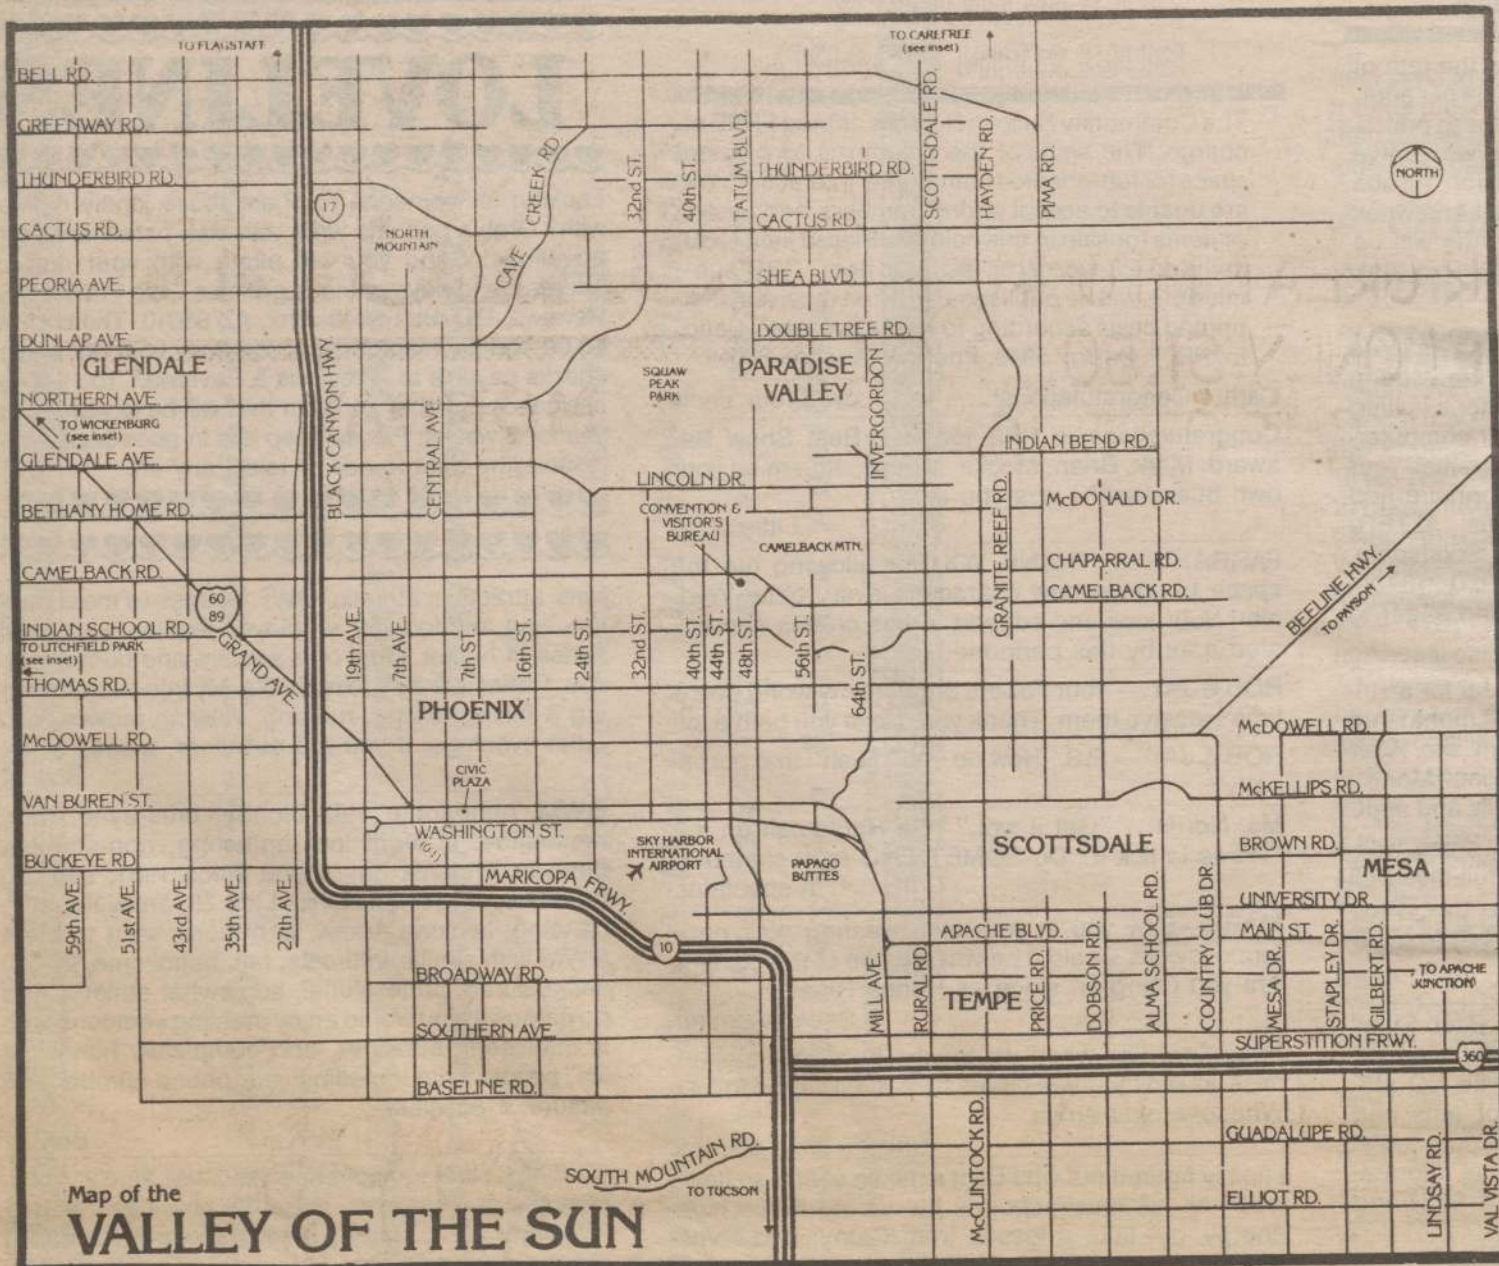 TO FLAGSTAFF
TO CAREFREE
(see inset)
BELL RD.
GREENWAY RD.
THUNDERBIRD RD.
CACTUS RD.
PEORIA AVE.
DUNLAP AVE.
GLENDALE
NORTHERN AVE.
TO WICKENBURG
(see inset)
GLENDALE AVE.
BETHANY HOME RD.
CAMELBACK RD.
60
89
INDIAN SCHOOL RD.
TO LITCHFIELD PARK
(see inset)
GRAND AVE.
THOMAS RD.
McDOWELL RD.
VAN BUREN ST.
BUCKEYE RD.
59th AVE.
51st AVE.
43rd AVE.
35th AVE.
27th AVE.
17
BLACK CANYON HWY.
NORTH
MOUNTAIN
CAVE CREEK RD.
CENTRAL AVE.
32nd ST.
40th ST.
TATUM BLVD.
THUNDERBIRD RD.
CACTUS RD.
SHEA BLVD.
DOUBLETREE RD.
SCOTTSDALE RD.
HAYDEN RD.
PIMA RD.
NORTH
SQUAW
PEAK
PARK
PARADISE
VALLEY
INVERGORDON
INDIAN BEND RD.
LINCOLN DR.
CONVENTION &
VISITOR'S
BUREAU
CAMELBACK MTN.
GRANITE REEF RD.
McDONALD DR.
CHAPARRAL RD.
CAMELBACK RD.
BEELINE HWY.
TO PAYSON
19th AVE.
7th AVE.
7th ST.
16th ST.
24th ST.
32nd ST.
40th ST.
44th ST.
48th ST.
56th ST.
64th ST.
PHOENIX
McDOWELL RD.
CIVIC
PLAZA
McKELLIPS RD.
WASHINGTON ST.
SKY HARBOR
INTERNATIONAL
AIRPORT
PAPAGO
BUTTES
SCOTTSDALE
BROWN RD.
MESA
MARICOPA FRWY.
UNIVERSITY DR.
10
APACHE BLVD.
MAIN ST.
BROADWAY RD.
MILL AVE.
RURAL RD.
TEMPE
PRICE RD.
DOBSON RD.
ALMA SCHOOL RD.
COUNTRY CLUB DR.
MESA DR.
STAPLEY DR.
GILBERT RD.
TO APACHE
JUNCTION
SOUTHERN AVE.
SUPERSTITION FRWY.
360
BASELINE RD.
SOUTH MOUNTAIN RD.
TO TUCSON
McCLINTOCK RD.
GUADALUPE RD.
ELLIOT RD.
LINDSAY RD.
VAL VISTA DR.
Map of the
VALLEY OF THE SUN